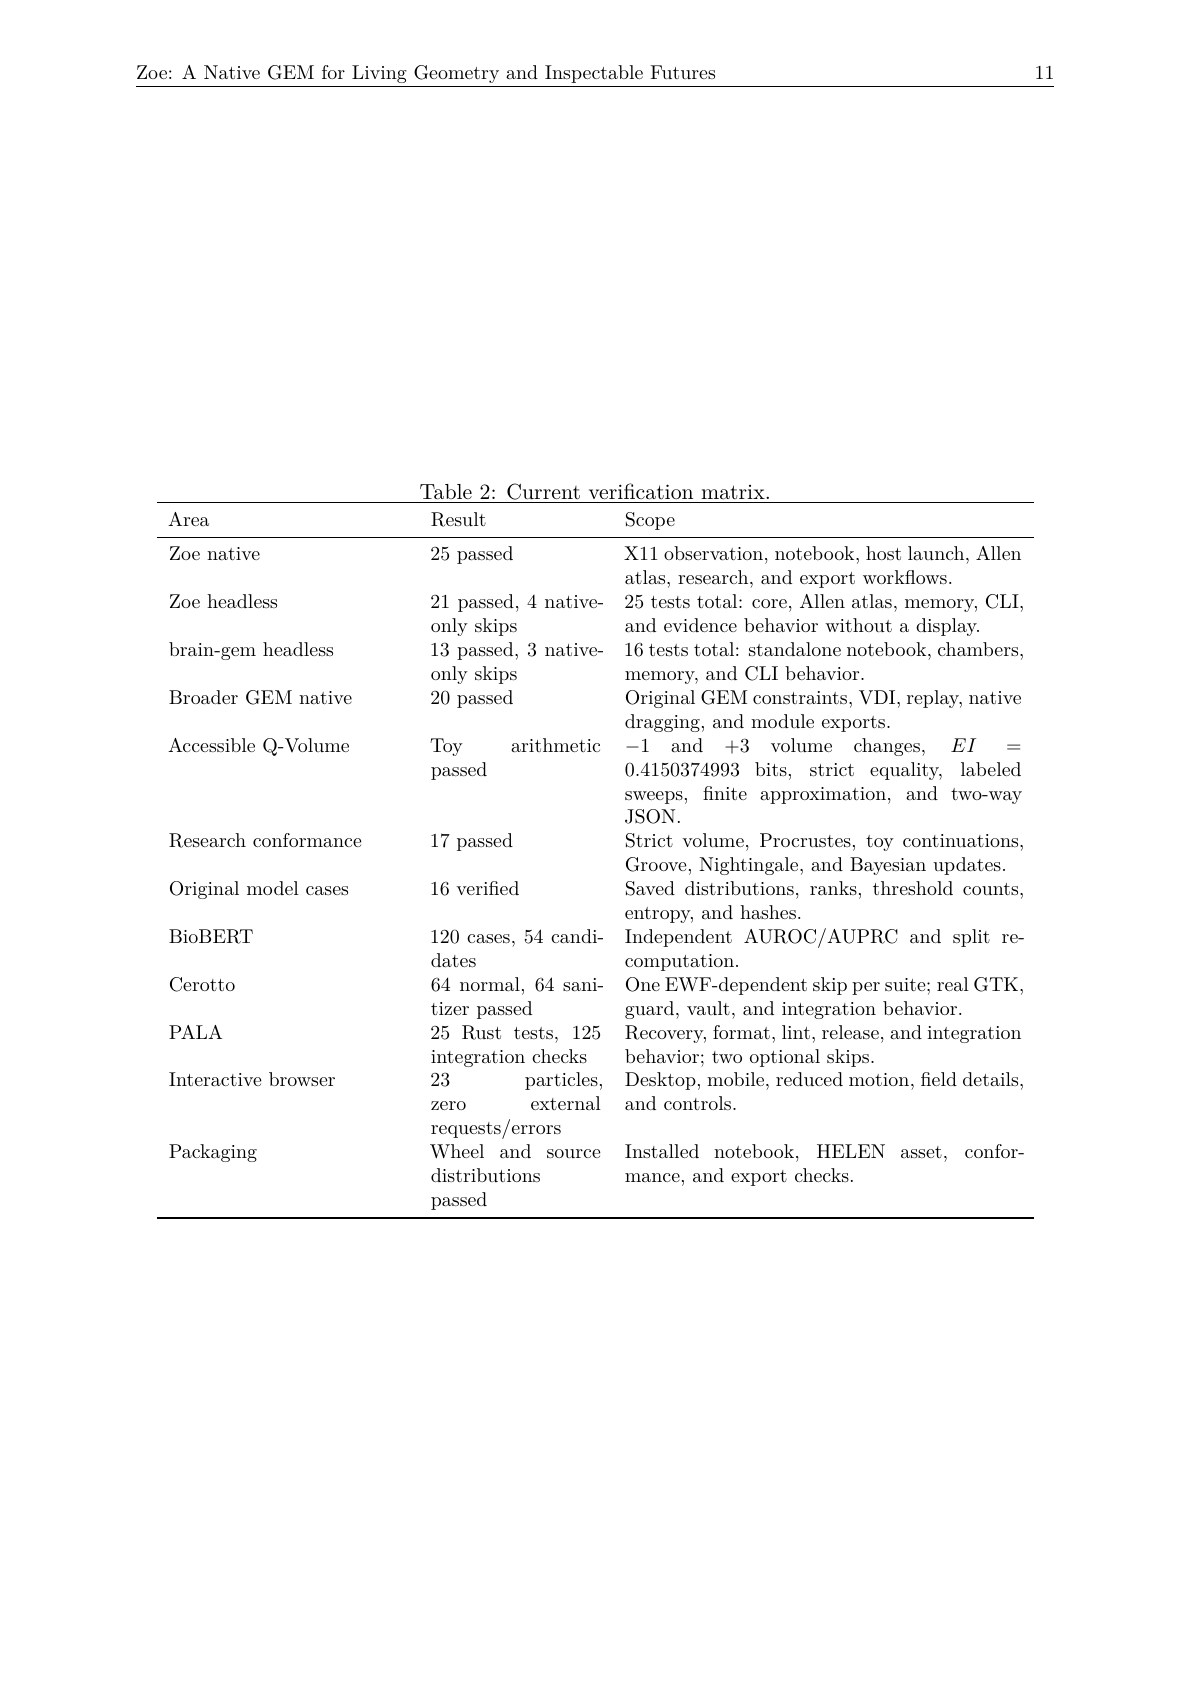 Zoe: A Native GEM for Living Geometry and Inspectable Futures 11
Table 2: Current verification matrix.
Area Result Scope
Zoe native 25 passed X11 observation, notebook, host launch, Allen
atlas, research, and export workflows.
Zoe headless 21 passed, 4 native- 25 tests total: core, Allen atlas, memory, CLI,
only skips and evidence behavior without a display.
brain-gem headless 13 passed, 3 native- 16 tests total: standalone notebook, chambers,
only skips memory, and CLI behavior.
Broader GEM native 20 passed Original GEM constraints, VDI, replay, native
dragging, and module exports.
Accessible Q-Volume Toy arithmetic −1 and +3 volume changes, EI =
passed 0.4150374993 bits, strict equality, labeled
sweeps, finite approximation, and two-way
JSON.
Research conformance 17 passed Strict volume, Procrustes, toy continuations,
Groove, Nightingale, and Bayesian updates.
Original model cases 16 verified Saved distributions, ranks, threshold counts,
entropy, and hashes.
BioBERT 120 cases, 54 candi- Independent AUROC/AUPRC and split re-
dates computation.
Cerotto 64 normal, 64 sani- One EWF-dependent skip per suite; real GTK,
tizer passed guard, vault, and integration behavior.
PALA 25 Rust tests, 125 Recovery, format, lint, release, and integration
integration checks behavior; two optional skips.
Interactive browser 23 particles, Desktop, mobile, reduced motion, field details,
zero external and controls.
requests/errors
Packaging Wheel and source Installed notebook, HELEN asset, confor-
distributions mance, and export checks.
passed